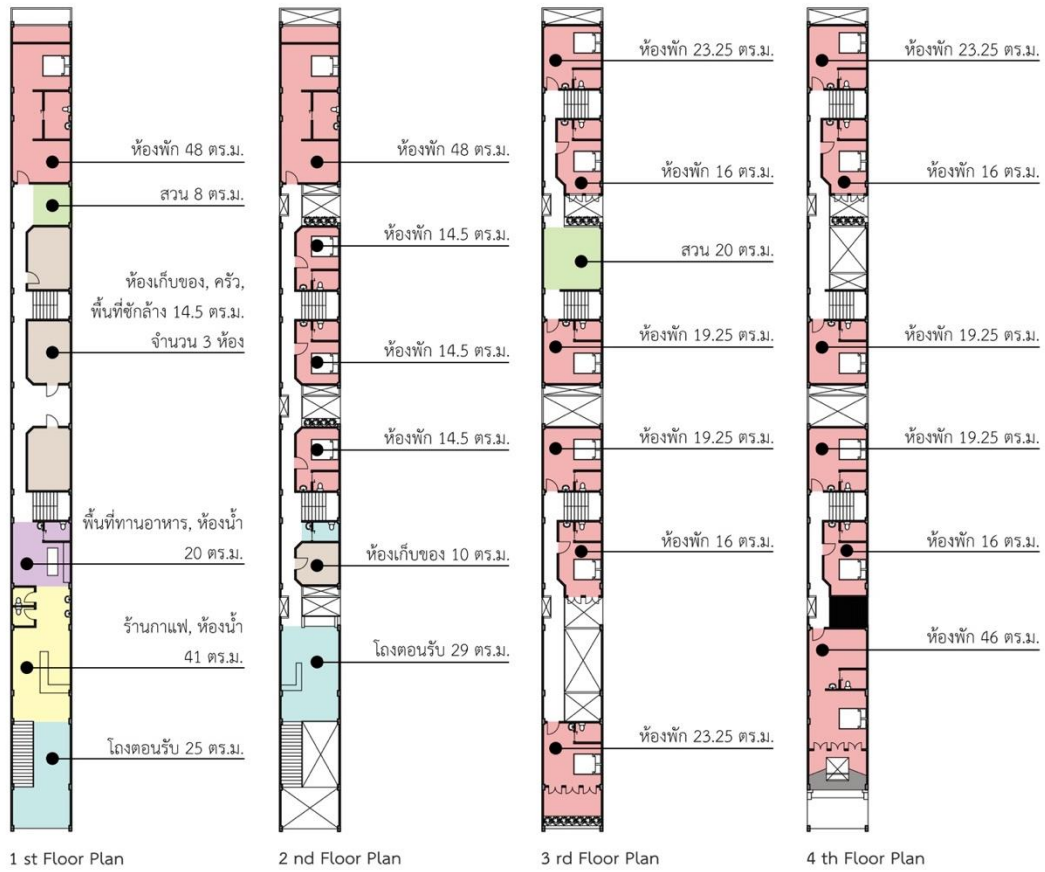 ห้องพัก 48 ตร.ม.
สวน 8 ตร.ม.
ห้องเก็บของ, ครัว,
พื้นที่ซักล้าง 14.5 ตร.ม.
จำนวน 3 ห้อง
พื้นที่ทานอาหาร, ห้องน้ำ
20 ตร.ม.
ร้านกาแฟ, ห้องน้ำ
41 ตร.ม.
โถงตอนรับ 25 ตร.ม.
1 st Floor Plan
ห้องพัก 48 ตร.ม.
ห้องพัก 14.5 ตร.ม.
ห้องพัก 14.5 ตร.ม.
ห้องพัก 14.5 ตร.ม.
ห้องเก็บของ 10 ตร.ม.
โถงตอนรับ 29 ตร.ม.
2 nd Floor Plan
ห้องพัก 23.25 ตร.ม.
ห้องพัก 16 ตร.ม.
สวน 20 ตร.ม.
ห้องพัก 19.25 ตร.ม.
ห้องพัก 19.25 ตร.ม.
ห้องพัก 16 ตร.ม.
ห้องพัก 23.25 ตร.ม.
3 rd Floor Plan
ห้องพัก 23.25 ตร.ม.
ห้องพัก 16 ตร.ม.
ห้องพัก 19.25 ตร.ม.
ห้องพัก 19.25 ตร.ม.
ห้องพัก 16 ตร.ม.
ห้องพัก 46 ตร.ม.
4 th Floor Plan